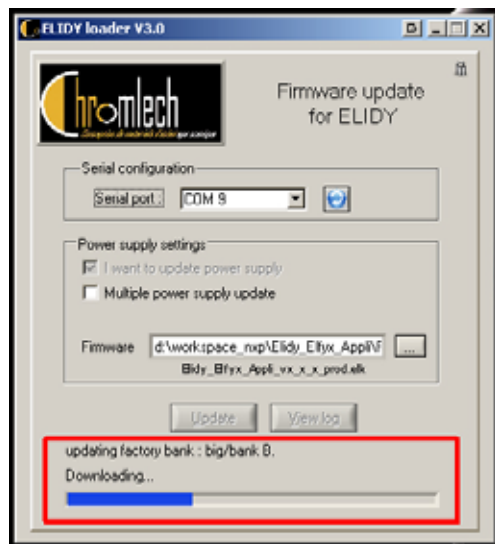 ELIDY loader V3.0
Chromlech
Firmware update
for ELIDY
Serial configuration
Serial port :
COM 9
Power supply settings
I want to update power supply
Multiple power supply update
Firmware
d:\workspace_nxp\Elidy_Elfyx_Appli\F
...
Elidy_Elfyx_Appli_vx_x_x_prod.elk
Update
View log
updating factory bank : big/bank B.
Downloading...